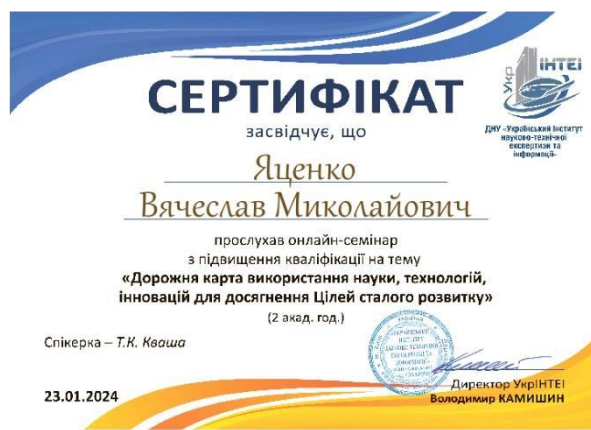 СЕРТИФІКАТ
засвідчує, що
Яценко
Вячеслав Миколайович
прослухав онлайн-семінар
з підвищення кваліфікації на тему
«Дорожня карта використання науки, технологій,
інновацій для досягнення Цілей сталого розвитку»
(2 акад. год.)
Спікерка – Т.К. Кваша
23.01.2024
Директор УкрІНТЕІ
Володимир КАМИШИН
Укр ІНТЕІ
ДНУ «Український інститут
науково-технічної
експертизи та
інформації»